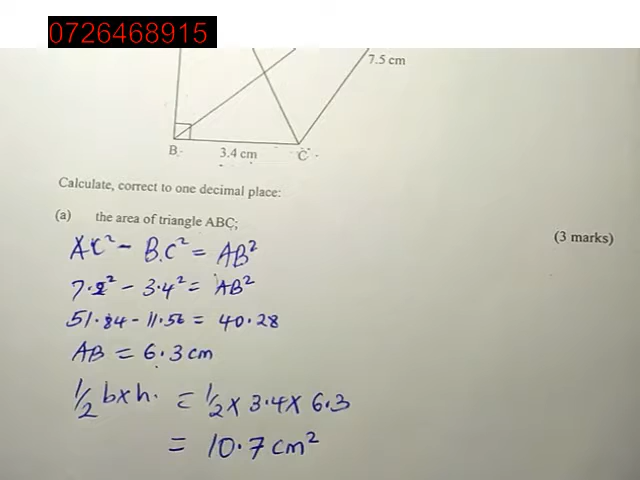 0726468915
7.5 cm
B
3.4 cm
C
Calculate, correct to one decimal place:
(a) the area of triangle ABC;
(3 marks)
AC² - B.C² = AB²
7.2² - 3.4² = AB²
51.84 - 11.56 = 40.28
AB = 6.3 cm
1/2 b x h. = 1/2 x 3.4 x 6.3
= 10.7 cm²